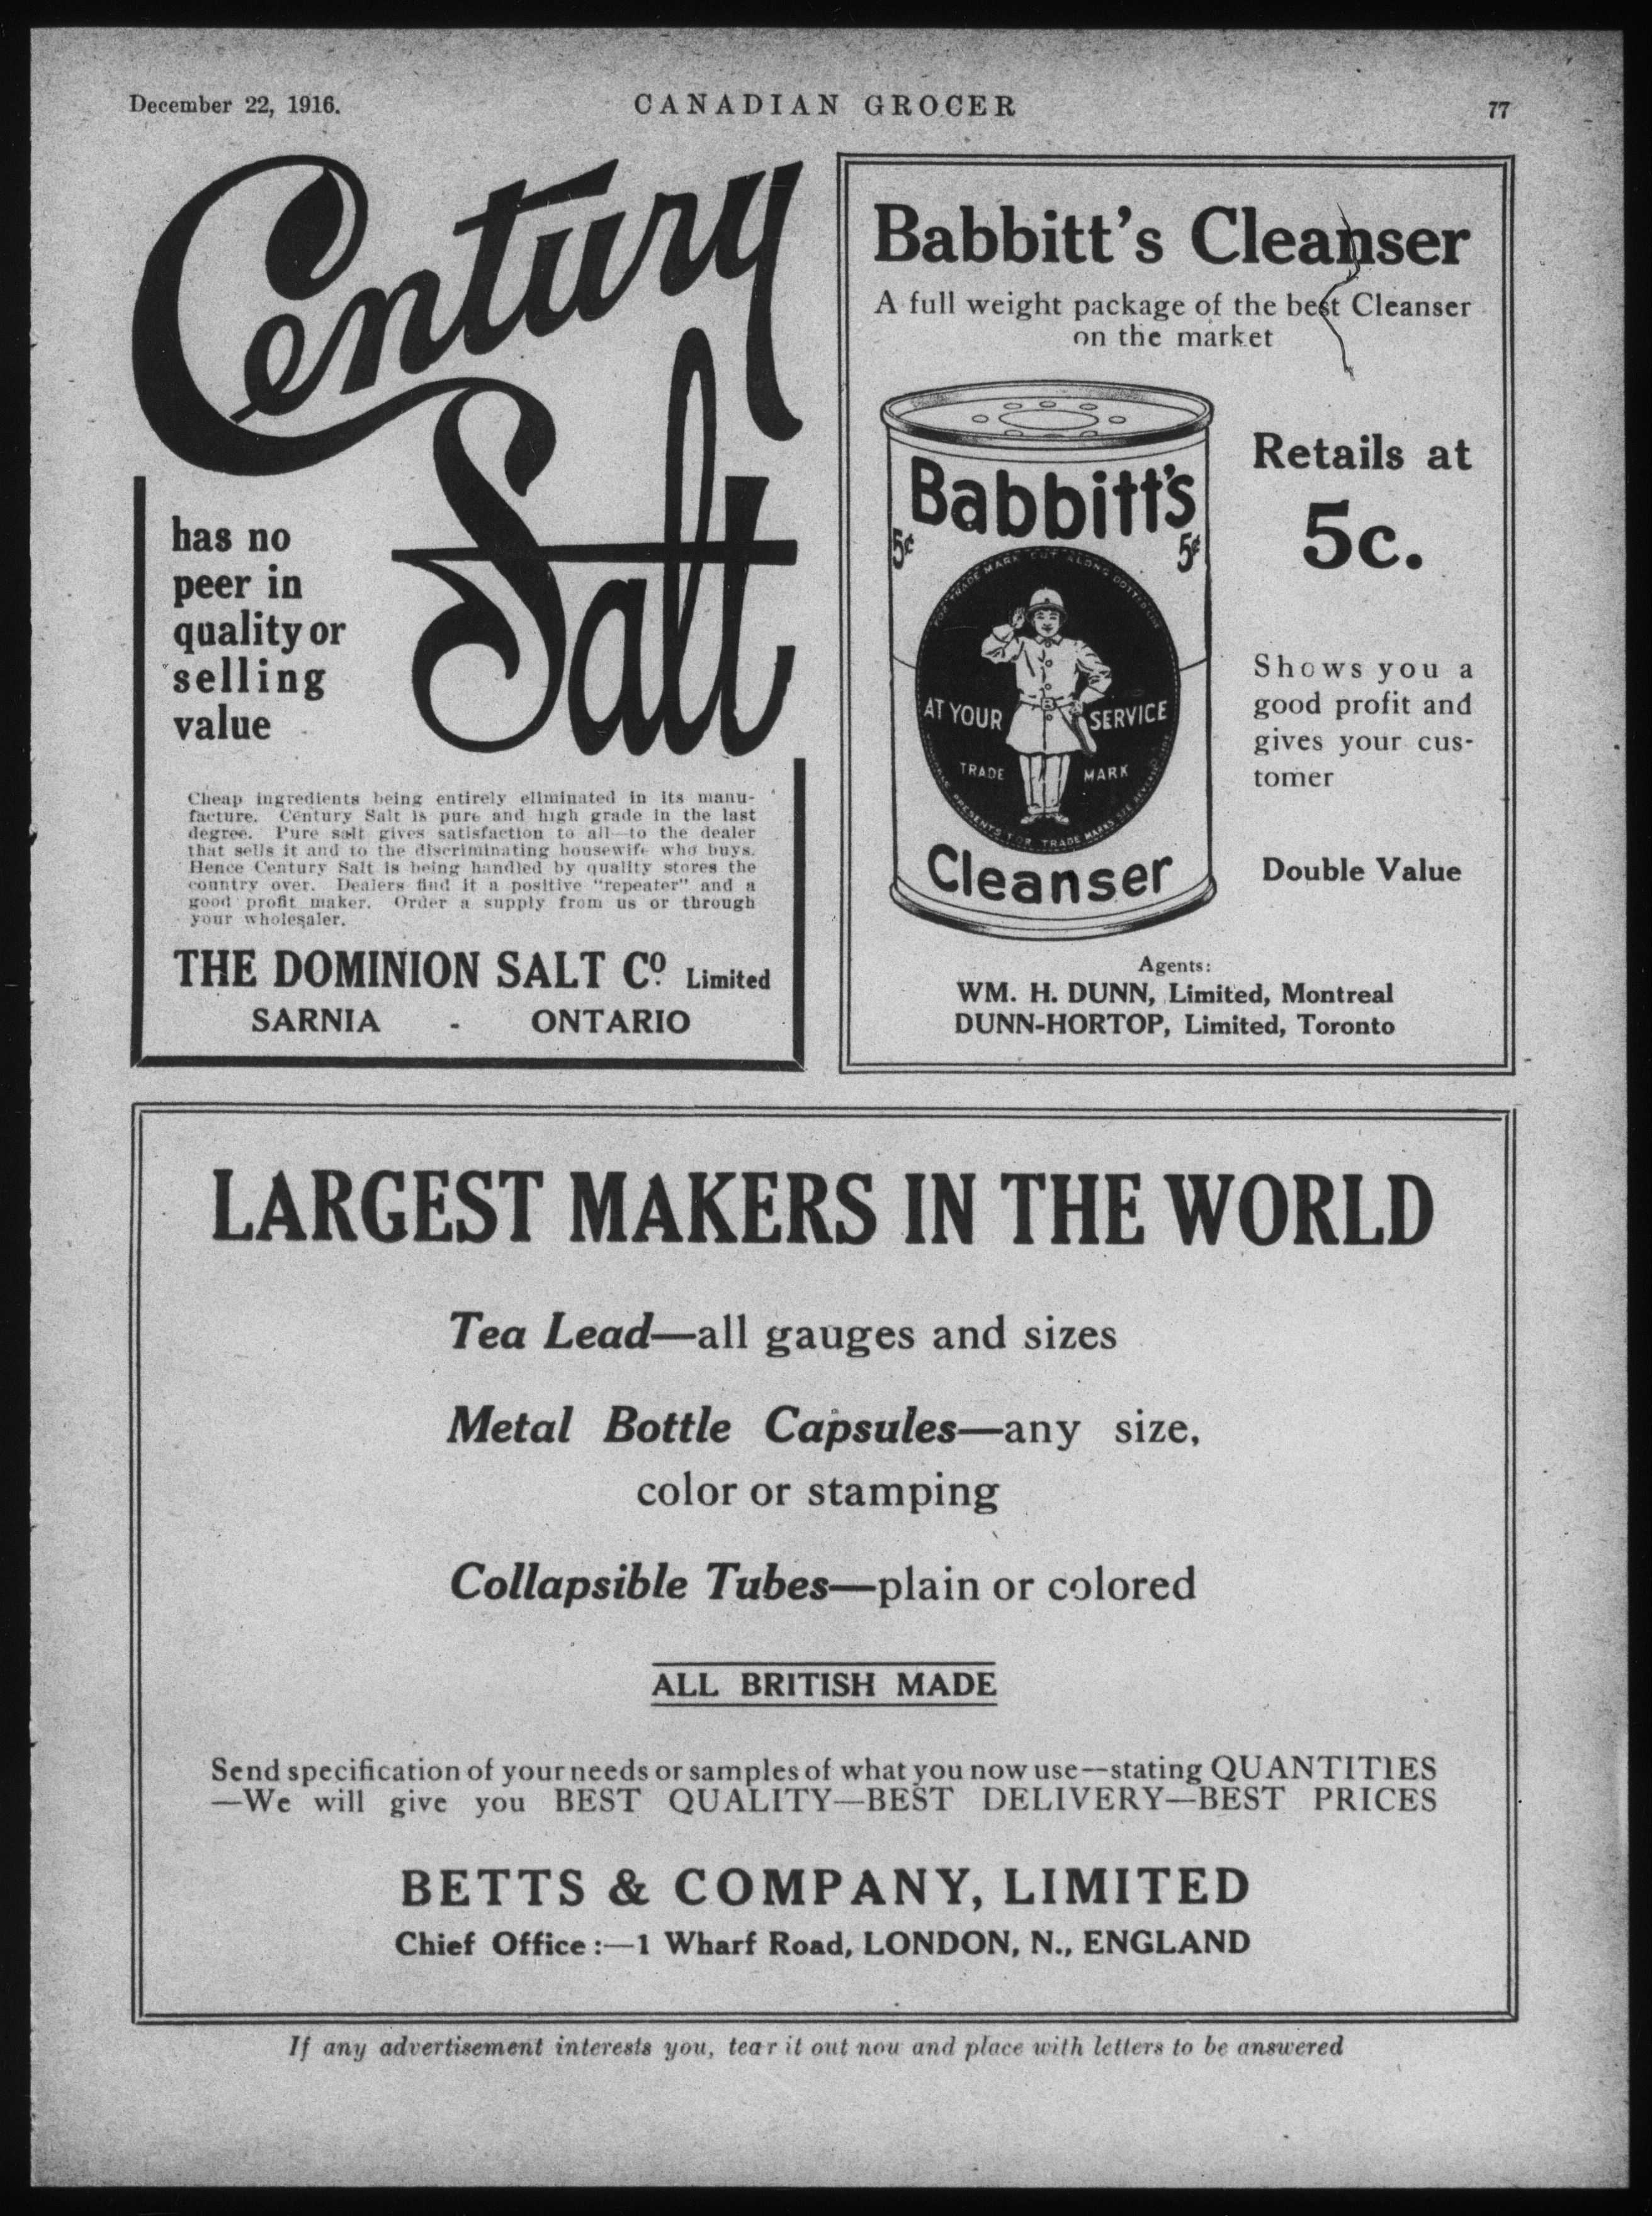 December 22, 1916.
CANADIAN GROCER
77
Century
Salt
has no
peer in
quality or
selling
value
Cheap ingredients being entirely eliminated in its manu-
facture. Century Salt is pure and high grade in the last
degree. Pure salt gives satisfaction to all—to the dealer
that sells it and to the discriminating housewife who buys.
Hence Century Salt is being handled by quality stores the
country over. Dealers find it a positive "repeater" and a
good profit maker. Order a supply from us or through
your wholesaler.
THE DOMINION SALT Co. Limited
SARNIA - ONTARIO
Babbitt's Cleanser
A full weight package of the best Cleanser
on the market
Babbitt's
5¢ 5¢
TRADE MARK CUT ALONG DOTTED
AT YOUR SERVICE
TRADE MARK
PRESENTS FOR TRADE MARKS SEE
Cleanser
Retails at
5c.
Shows you a
good profit and
gives your cus-
tomer
Double Value
Agents:
WM. H. DUNN, Limited, Montreal
DUNN-HORTOP, Limited, Toronto
LARGEST MAKERS IN THE WORLD
Tea Lead—all gauges and sizes
Metal Bottle Capsules—any size,
color or stamping
Collapsible Tubes—plain or colored
ALL BRITISH MADE
Send specification of your needs or samples of what you now use—stating QUANTITIES
—We will give you BEST QUALITY—BEST DELIVERY—BEST PRICES
BETTS & COMPANY, LIMITED
Chief Office:—1 Wharf Road, LONDON, N., ENGLAND
If any advertisement interests you, tear it out now and place with letters to be answered